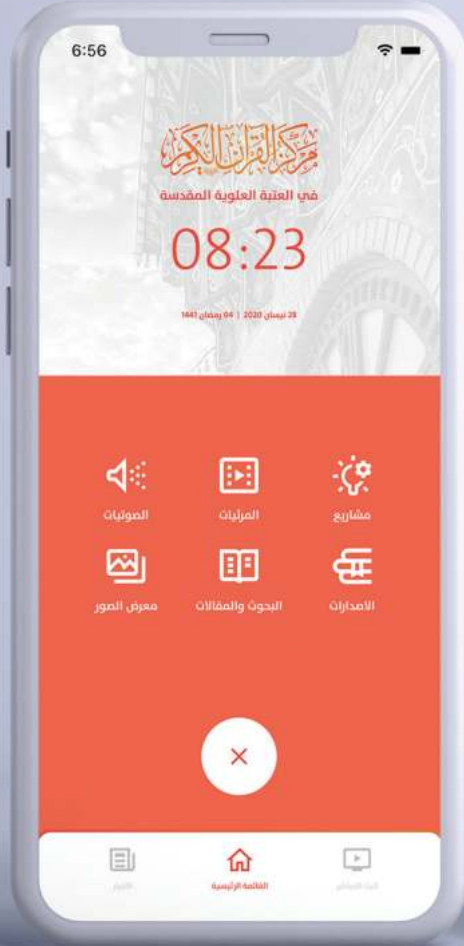 6:56
مركز القرآن الكريم
في العتبة العلوية المقدسة
08:23
28 نيسان 2020 | 04 رمضان 1441
مشاريع
المرئيات
الصوتيات
الاصدارات
البحوث والمقالات
معرض الصور
القائمة الرئيسية